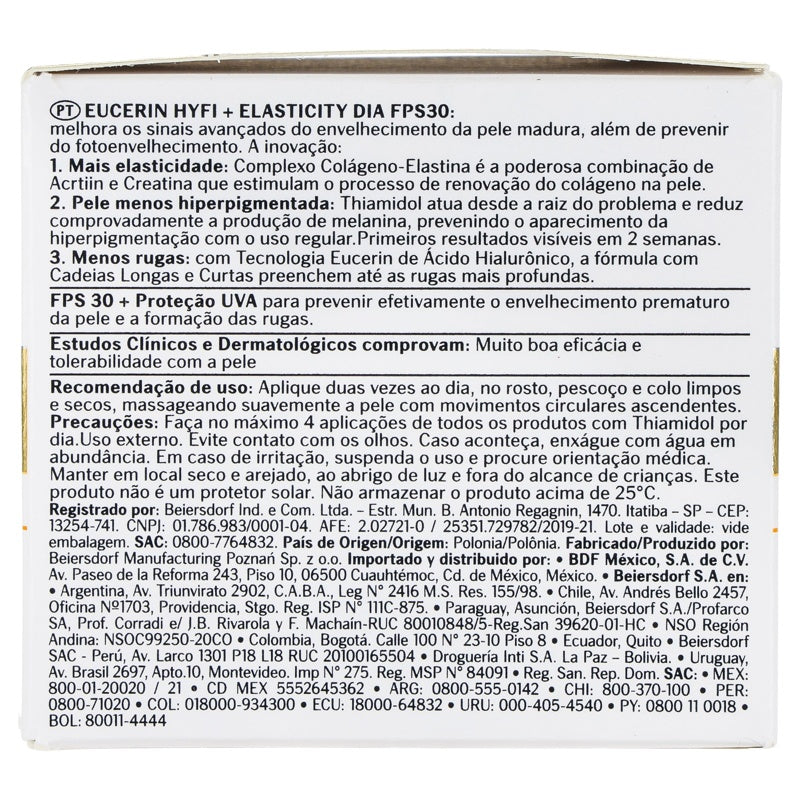 PT EUCERIN HYFI + ELASTICITY DIA FPS30:
melhora os sinais avançados do envelhecimento da pele madura, além de prevenir
do fotoenvelhecimento. A inovação:
1. Mais elasticidade: Complexo Colágeno-Elastina é a poderosa combinação de
Acrtiin e Creatina que estimulam o processo de renovação do colágeno na pele.
2. Pele menos hiperpigmentada: Thiamidol atua desde a raiz do problema e reduz
comprovadamente a produção de melanina, prevenindo o aparecimento da
hiperpigmentação com o uso regular.Primeiros resultados visíveis em 2 semanas.
3. Menos rugas: com Tecnologia Eucerin de Ácido Hialurônico, a fórmula com
Cadeias Longas e Curtas preenchem até as rugas mais profundas.
FPS 30 + Proteção UVA para prevenir efetivamente o envelhecimento prematuro
da pele e a formação das rugas.
Estudos Clínicos e Dermatológicos comprovam: Muito boa eficácia e
tolerabilidade com a pele
Recomendação de uso: Aplique duas vezes ao dia, no rosto, pescoço e colo limpos
e secos, massageando suavemente a pele com movimentos circulares ascendentes.
Precauções: Faça no máximo 4 aplicações de todos os produtos com Thiamidol por
dia.Uso externo. Evite contato com os olhos. Caso aconteça, enxágue com água em
abundância. Em caso de irritação, suspenda o uso e procure orientação médica.
Manter em local seco e arejado, ao abrigo de luz e fora do alcance de crianças. Este
produto não é um protetor solar. Não armazenar o produto acima de 25°C.
Registrado por: Beiersdorf Ind. e Com. Ltda. – Estr. Mun. B. Antonio Regagnin, 1470. Itatiba – SP – CEP:
13254-741. CNPJ: 01.786.983/0001-04. AFE: 2.02721-0 / 25351.729782/2019-21. Lote e validade: vide
embalagem. SAC: 0800-7764832. País de Origen/Origem: Polonia/Polônia. Fabricado/Produzido por:
Beiersdorf Manufacturing Poznań Sp. z o.o. Importado y distribuido por: • BDF México, S.A. de C.V.
Av. Paseo de la Reforma 243, Piso 10, 06500 Cuauhtémoc, Cd. de México, México. • Beiersdorf S.A. en:
• Argentina, Av. Triunvirato 2902, C.A.B.A., Leg N° 2416 M.S. Res. 155/98. • Chile, Av. Andrés Bello 2457,
Oficina Nº1703, Providencia, Stgo. Reg. ISP N° 111C-875. • Paraguay, Asunción, Beiersdorf S.A./Profarco
SA, Prof. Corradi e/ J.B. Rivarola y F. Machaín-RUC 80010848/5-Reg.San 39620-01-HC • NSO Región
Andina: NSOC99250-20CO • Colombia, Bogotá. Calle 100 N° 23-10 Piso 8 • Ecuador, Quito • Beiersdorf
SAC - Perú, Av. Larco 1301 P18 L18 RUC 20100165504 • Droguería Inti S.A. La Paz – Bolivia. • Uruguay,
Av. Brasil 2697, Apto.10, Montevideo. Imp N° 275. Reg. MSP N° 84091 • Reg. San. Rep. Dom. SAC: • MEX:
800-01-20020 / 21 • CD MEX 5552645362 • ARG: 0800-555-0142 • CHI: 800-370-100 • PER:
0800-71020 • COL: 018000-934300 • ECU: 18000-64832 • URU: 000-405-4540 • PY: 0800 11 0018 •
BOL: 80011-4444